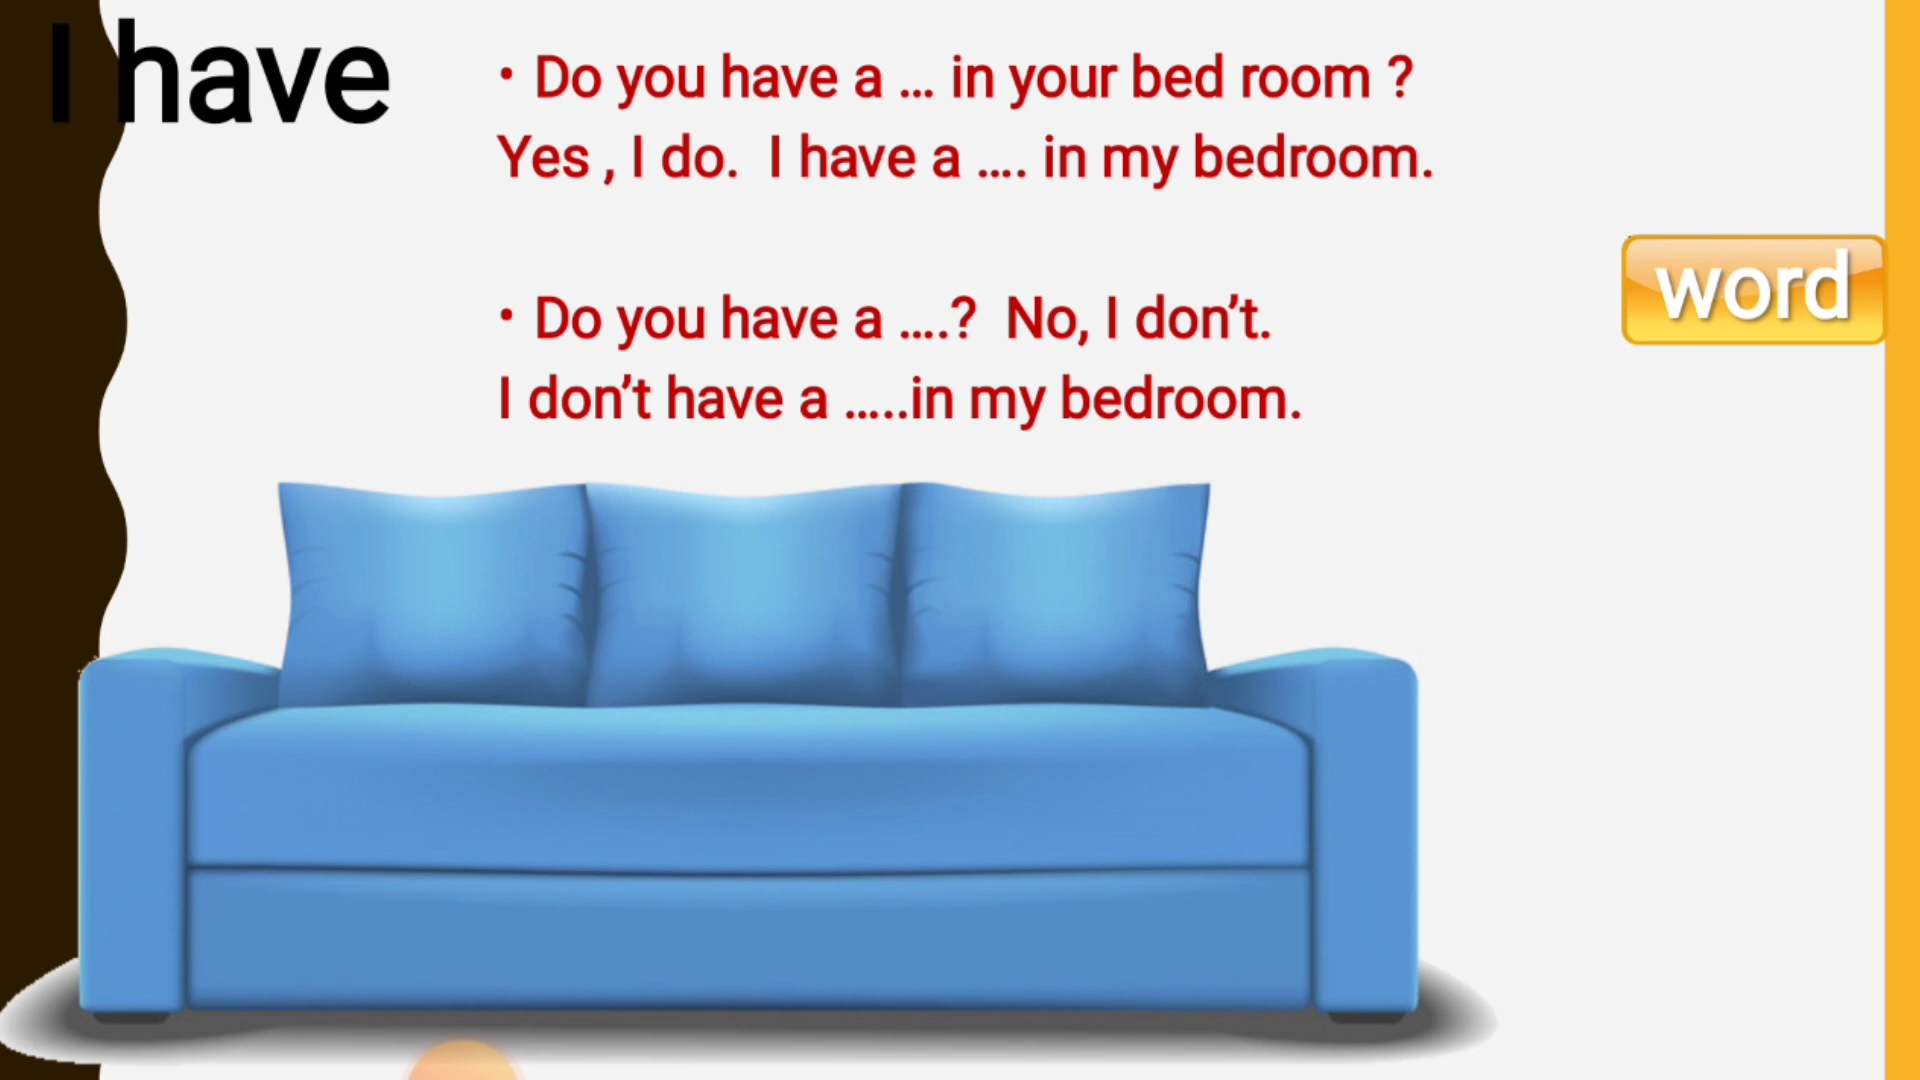 I have
• Do you have a ... in your bed room ?
Yes , I do.  I have a .... in my bedroom.
• Do you have a ....?  No, I don’t.
I don’t have a .....in my bedroom.
word